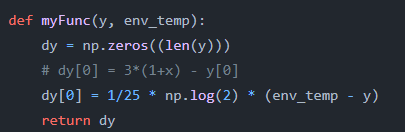 def myFunc(y, env_temp):
    dy = np.zeros((len(y)))
    # dy[0] = 3*(1+x) - y[0]
    dy[0] = 1/25 * np.log(2) * (env_temp - y)
    return dy